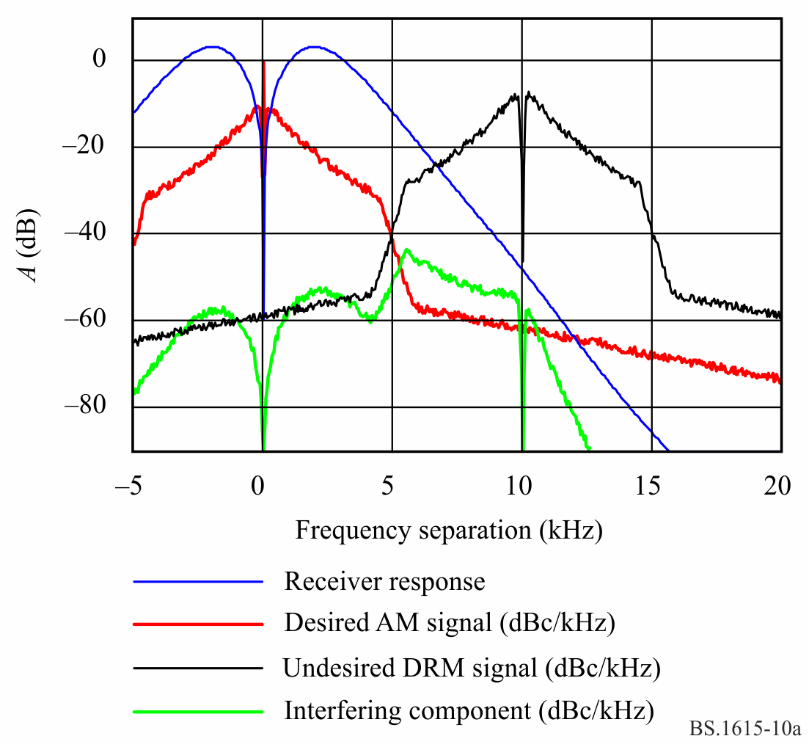 0
–20
–40
–60
–80
A (dB)
–5
0
5
10
15
20
Frequency separation (kHz)
Receiver response
Desired AM signal (dBc/kHz)
Undesired DRM signal (dBc/kHz)
Interfering component (dBc/kHz)
BS.1615-10a